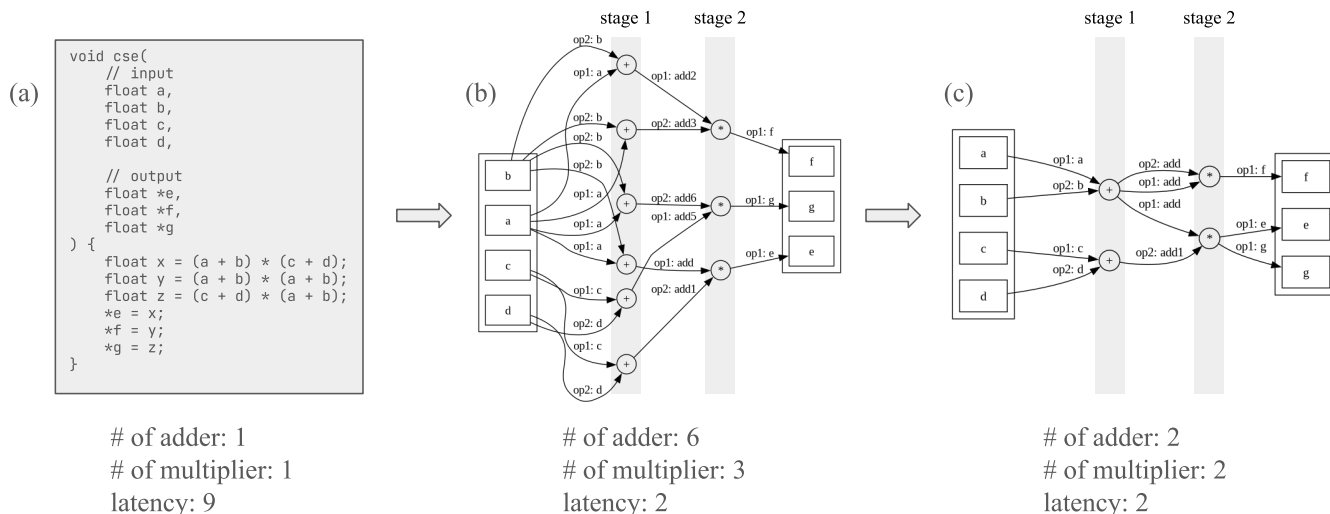 (a)
void cse(
// input
float a,
float b,
float c,
float d,
// output
float *e,
float *f,
float *g
) {
float x = (a + b) * (c + d);
float y = (a + b) * (a + b);
float z = (c + d) * (a + b);
*e = x;
*f = y;
*g = z;
}
# of adder: 1
# of multiplier: 1
latency: 9
(b)
stage 1
stage 2
op2: b
op1: a
op2: b
op2: b
op2: b
op1: a
op1: a
op1: a
op1: c
op2: d
op1: c
op2: d
b
a
c
d
+
+
+
+
+
+
op1: add2
op2: add3
op2: add6
op1: add5
op1: add
op2: add1
*
*
*
op1: f
op1: g
op1: e
f
g
e
# of adder: 6
# of multiplier: 3
latency: 2
(c)
stage 1
stage 2
a
b
c
d
op1: a
op2: b
op1: c
op2: d
+
+
op2: add
op1: add
op1: add
op2: add1
*
*
op1: f
op1: e
op1: g
f
e
g
# of adder: 2
# of multiplier: 2
latency: 2